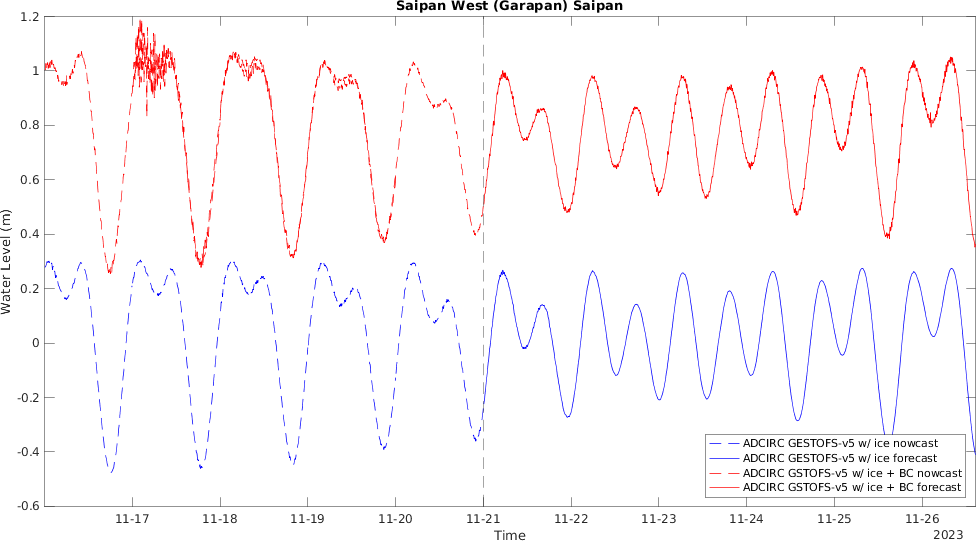 Saipan West (Garapan) Saipan
1.2
1
0.8
0.6
0.4
0.2
0
-0.2
-0.4
-0.6
Water Level (m)
ADCIRC GESTOFS-v5 w/ ice nowcast
ADCIRC GESTOFS-v5 w/ ice forecast
ADCIRC GSTOFS-v5 w/ ice + BC nowcast
ADCIRC GSTOFS-v5 w/ ice + BC forecast
11-17 11-18 11-19 11-20 11-21 11-22 11-23 11-24 11-25 11-26
Time
2023